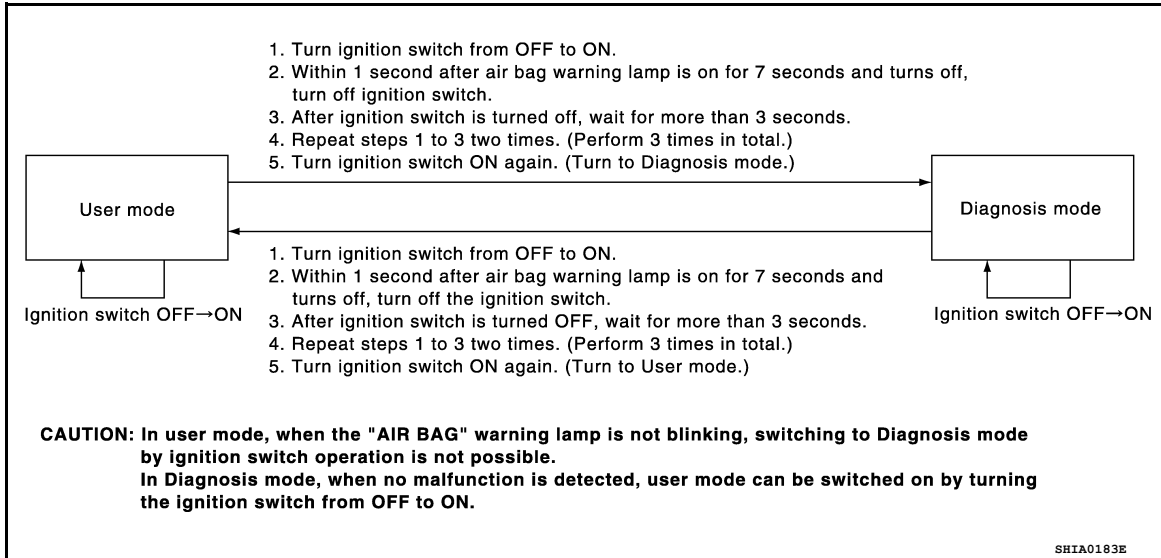 1. Turn ignition switch from OFF to ON.
2. Within 1 second after air bag warning lamp is on for 7 seconds and turns off,
turn off ignition switch.
3. After ignition switch is turned off, wait for more than 3 seconds.
4. Repeat steps 1 to 3 two times. (Perform 3 times in total.)
5. Turn ignition switch ON again. (Turn to Diagnosis mode.)
User mode
Diagnosis mode
1. Turn ignition switch from OFF to ON.
2. Within 1 second after air bag warning lamp is on for 7 seconds and
turns off, turn off the ignition switch.
3. After ignition switch is turned OFF, wait for more than 3 seconds.
4. Repeat steps 1 to 3 two times. (Perform 3 times in total.)
5. Turn ignition switch ON again. (Turn to User mode.)
Ignition switch OFF→ON
Ignition switch OFF→ON
CAUTION: In user mode, when the "AIR BAG" warning lamp is not blinking, switching to Diagnosis mode
by ignition switch operation is not possible.
In Diagnosis mode, when no malfunction is detected, user mode can be switched on by turning
the ignition switch from OFF to ON.
SHIA0183E